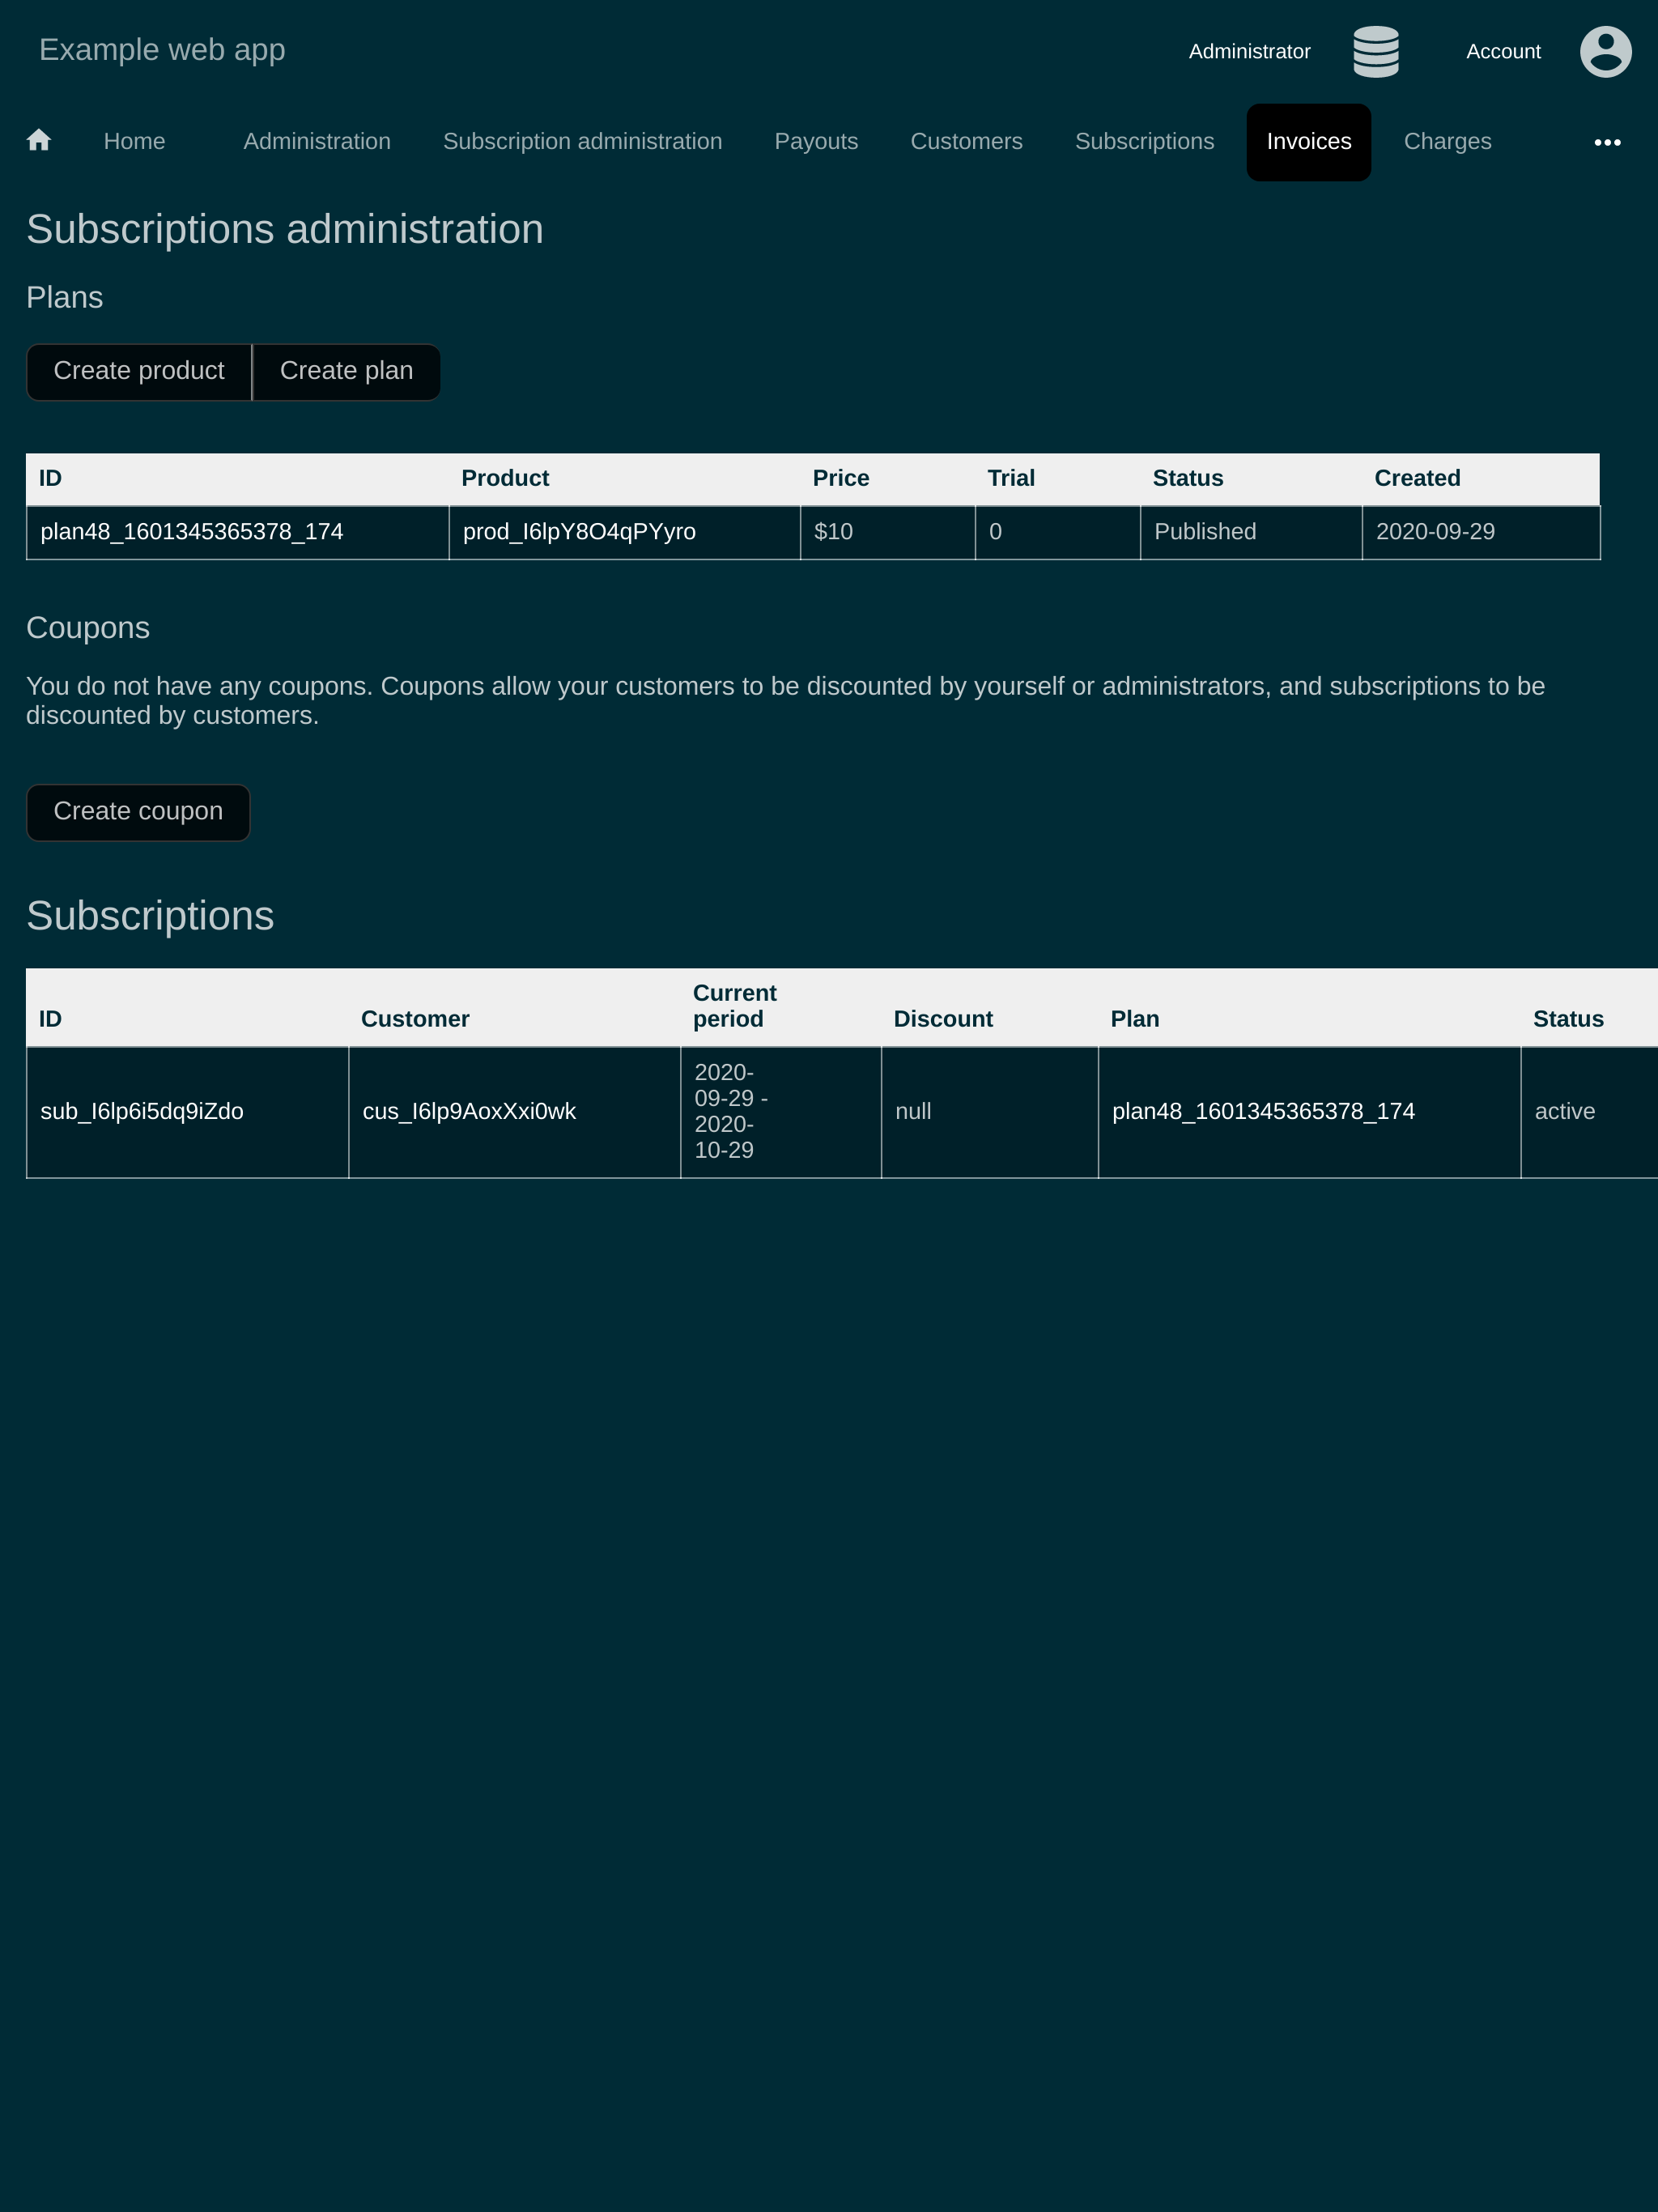 Example web app
Administrator
Account
Home Administration Subscription administration Payouts Customers Subscriptions Invoices Charges
Subscriptions administration
Plans
Create product Create plan
ID Product Price Trial Status Created
plan48_1601345365378_174 prod_I6lpY8O4qPYyro $10 0 Published 2020-09-29
Coupons
You do not have any coupons. Coupons allow your customers to be discounted by yourself or administrators, and subscriptions to be
discounted by customers.
Create coupon
Subscriptions
ID Customer Current period Discount Plan Status
sub_I6lp6i5dq9iZdo cus_I6lp9AoxXxi0wk 2020-09-29 - 2020-10-29 null plan48_1601345365378_174 active